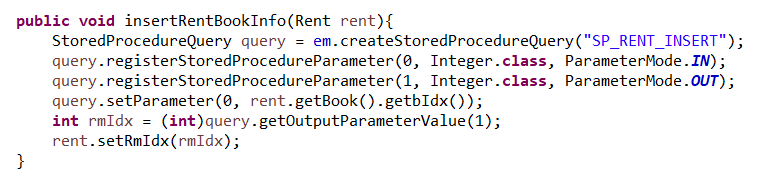 public void insertRentBookInfo(Rent rent){
    StoredProcedureQuery query = em.createStoredProcedureQuery("SP_RENT_INSERT");
    query.registerStoredProcedureParameter(0, Integer.class, ParameterMode.IN);
    query.registerStoredProcedureParameter(1, Integer.class, ParameterMode.OUT);
    query.setParameter(0, rent.getBook().getbIdx());
    int rmIdx = (int)query.getOutputParameterValue(1);
    rent.setRmIdx(rmIdx);
}